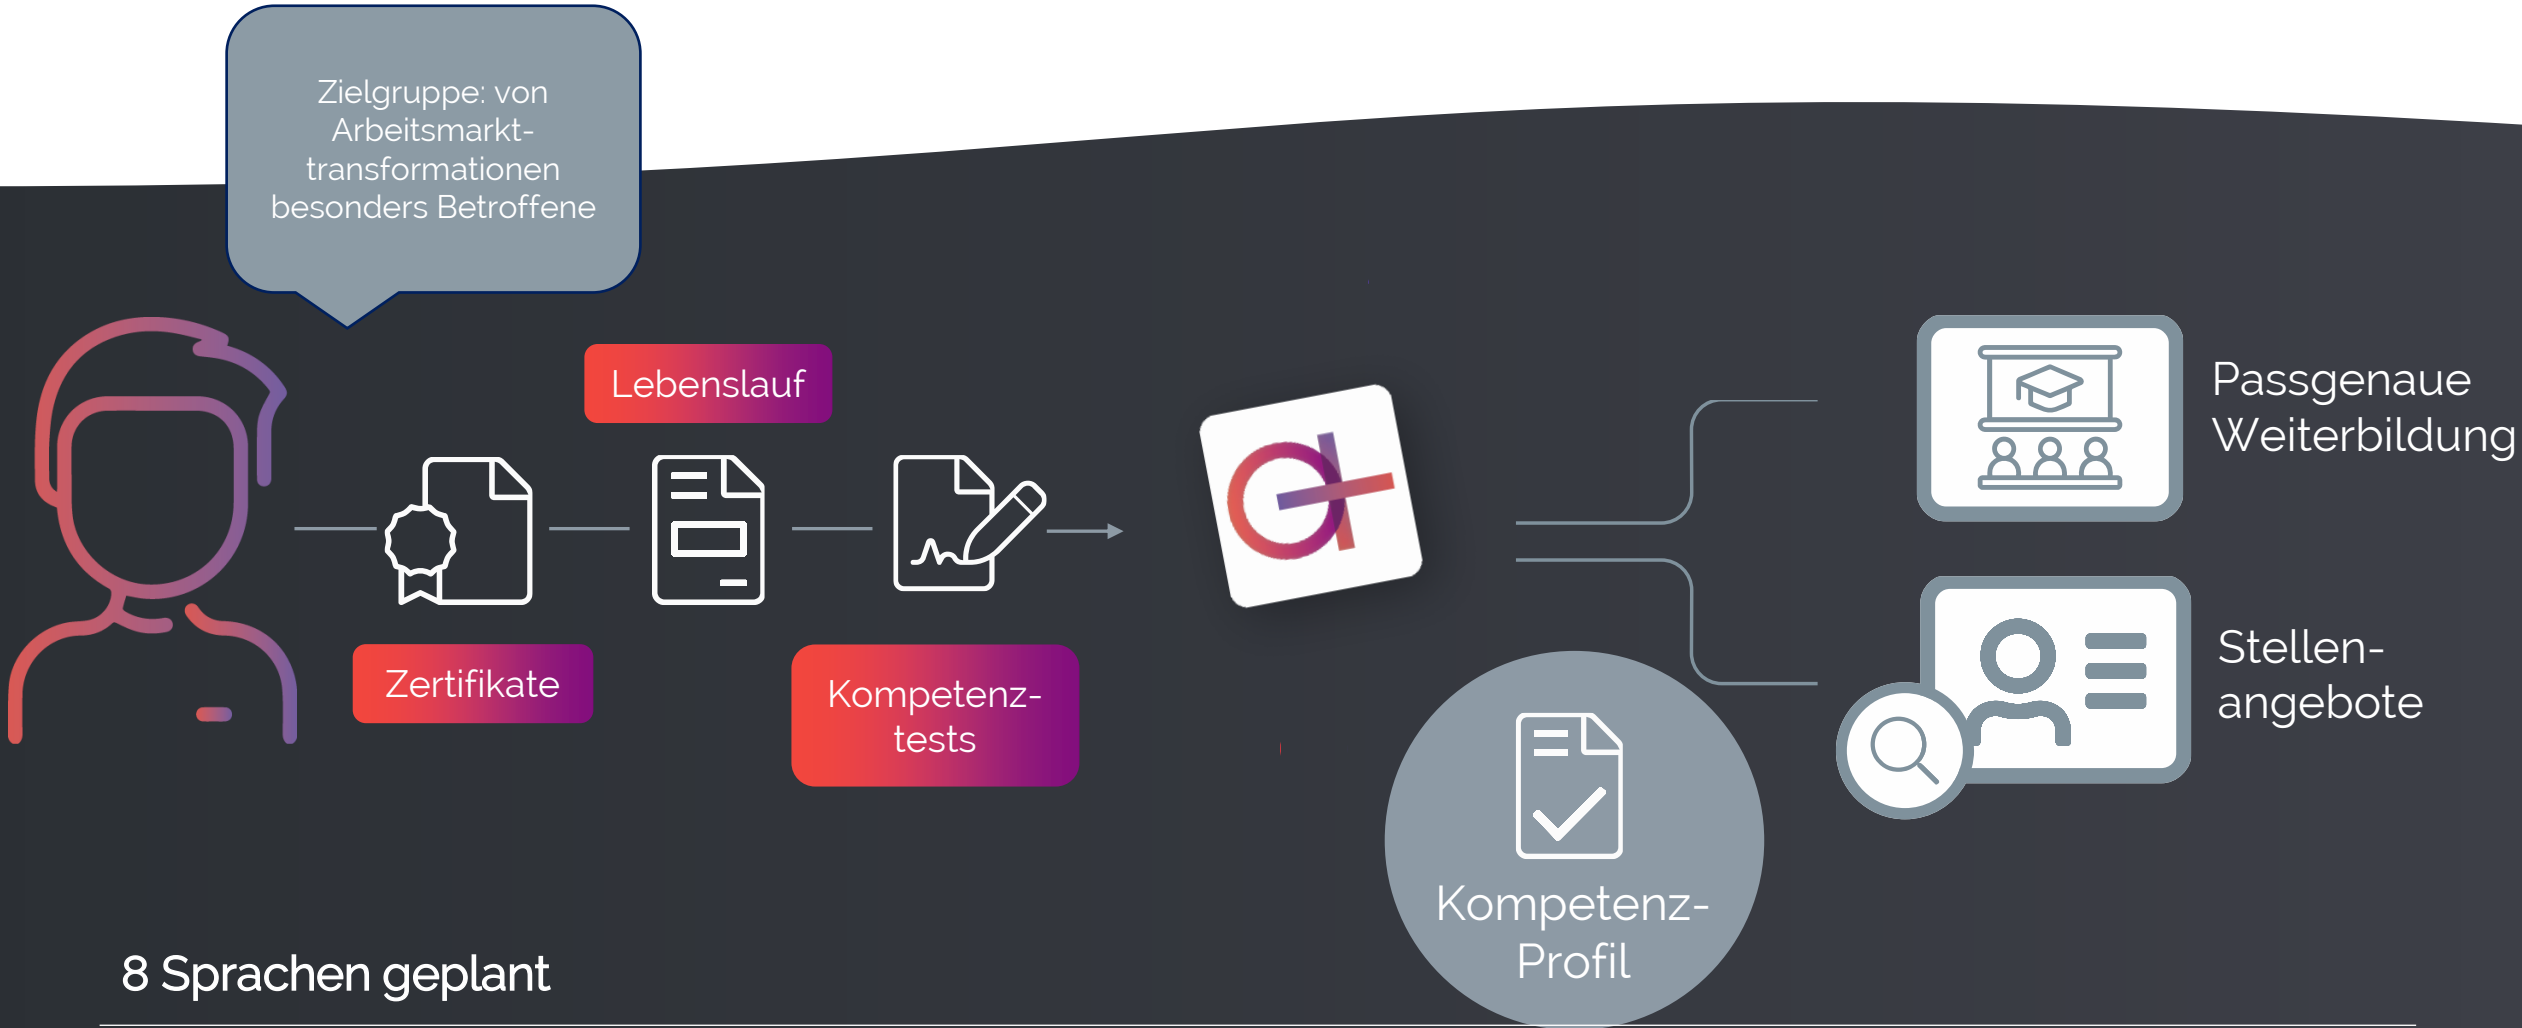 Zielgruppe: von
Arbeitsmarkt-
transformationen
besonders Betroffene
Lebenslauf
Zertifikate
Kompetenz-
tests
Passgenaue
Weiterbildung
Stellen-
angebote
Kompetenz-
Profil
8 Sprachen geplant